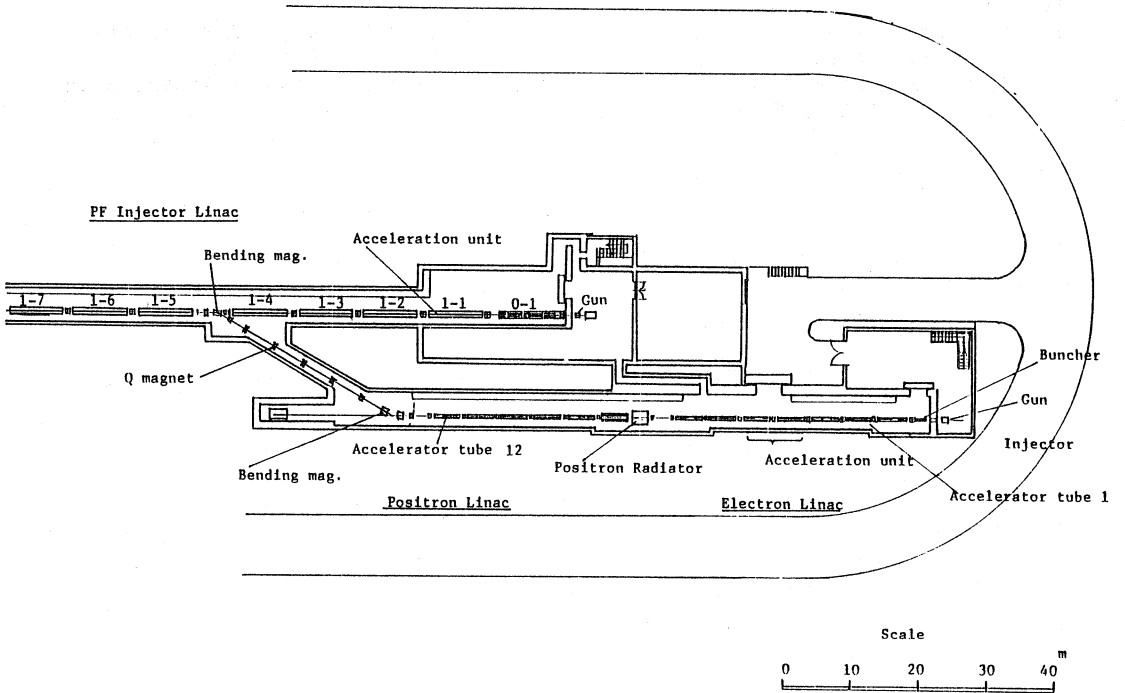 PF Injector Linac
Acceleration unit
Bending mag.
1-7 1-6 1-5 1-4 1-3 1-2 1-1 0-1 Gun
Q magnet
Buncher
Gun
Injector
Accelerator tube 12
Positron Radiator
Acceleration unit
Bending mag.
Accelerator tube 1
Positron Linac
Electron Linac
Scale
m
0 10 20 30 40